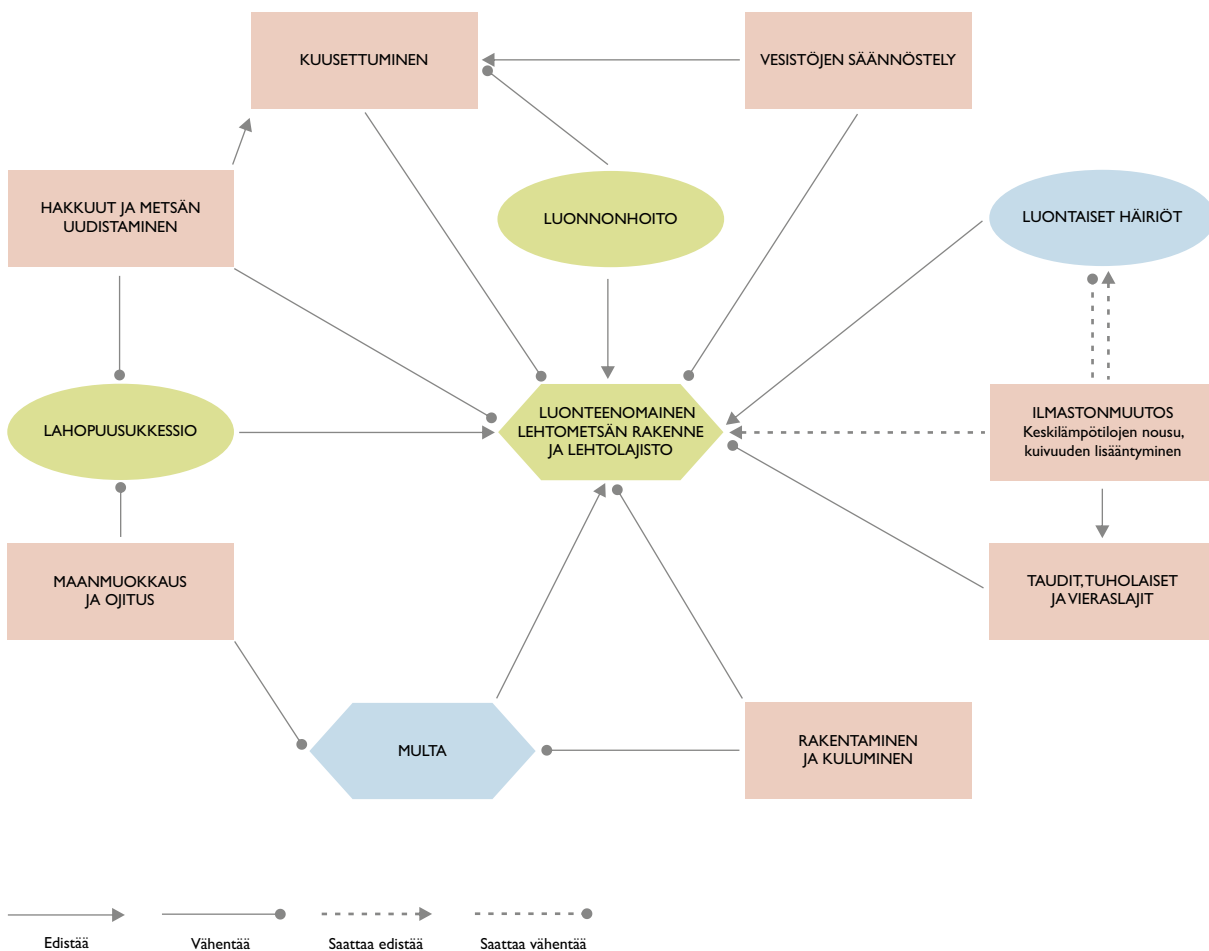 KUUSETTUMINEN
VESISTÖJEN SÄÄNNÖSTELY
HAKKUUT JA METSÄN
UUDISTAMINEN
LUONNONHOITO
LUONTAISET HÄIRIÖT
LAHOPUUSUKKESSIO
LUONTEENOMAINEN
LEHTOMETSÄN RAKENNE
JA LEHTOLAJISTO
ILMASTONMUUTOS
Keskilämpötilojen nousu,
kuivuuden lisääntyminen
MAANMUOKKAUS
JA OJITUS
TAUDIT, TUHOLAISET
JA VIERASLAJIT
MULTA
RAKENTAMINEN
JA KULUMINEN
Edistää
Vähentää
Saattaa edistää
Saattaa vähentää